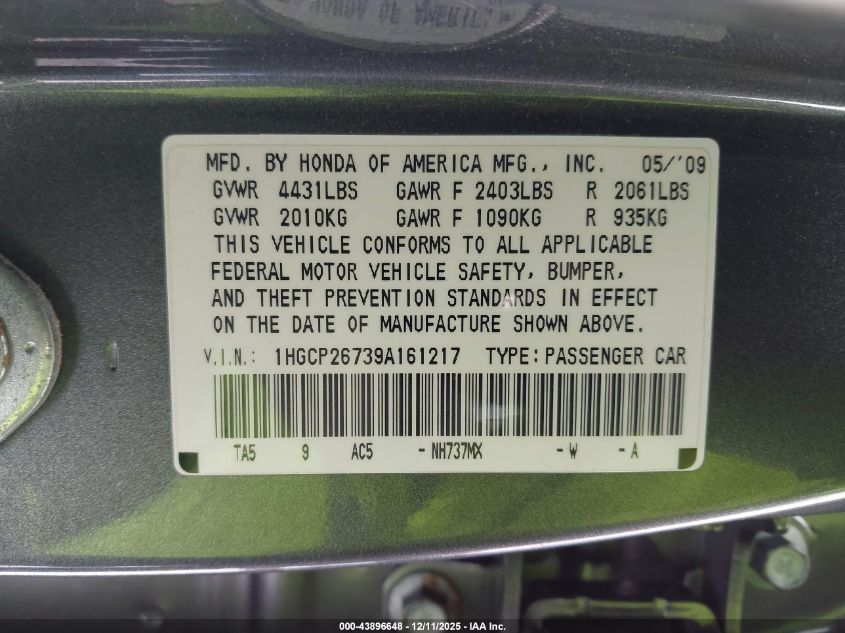 HONDA OF AMERICA
MFD. BY HONDA OF AMERICA MFG., INC. 05/'09
GVWR 4431LBS GAWR F 2403LBS R 2061LBS
GVWR 2010KG GAWR F 1090KG R 935KG
THIS VEHICLE CONFORMS TO ALL APPLICABLE
FEDERAL MOTOR VEHICLE SAFETY, BUMPER,
AND THEFT PREVENTION STANDARDS IN EFFECT
ON THE DATE OF MANUFACTURE SHOWN ABOVE.
V.I.N.: 1HGCP26739A161217 TYPE: PASSENGER CAR
TA5 9 AC5 -NH737MX -W -A
000-43896648 - 12/11/2025 - IAA Inc.